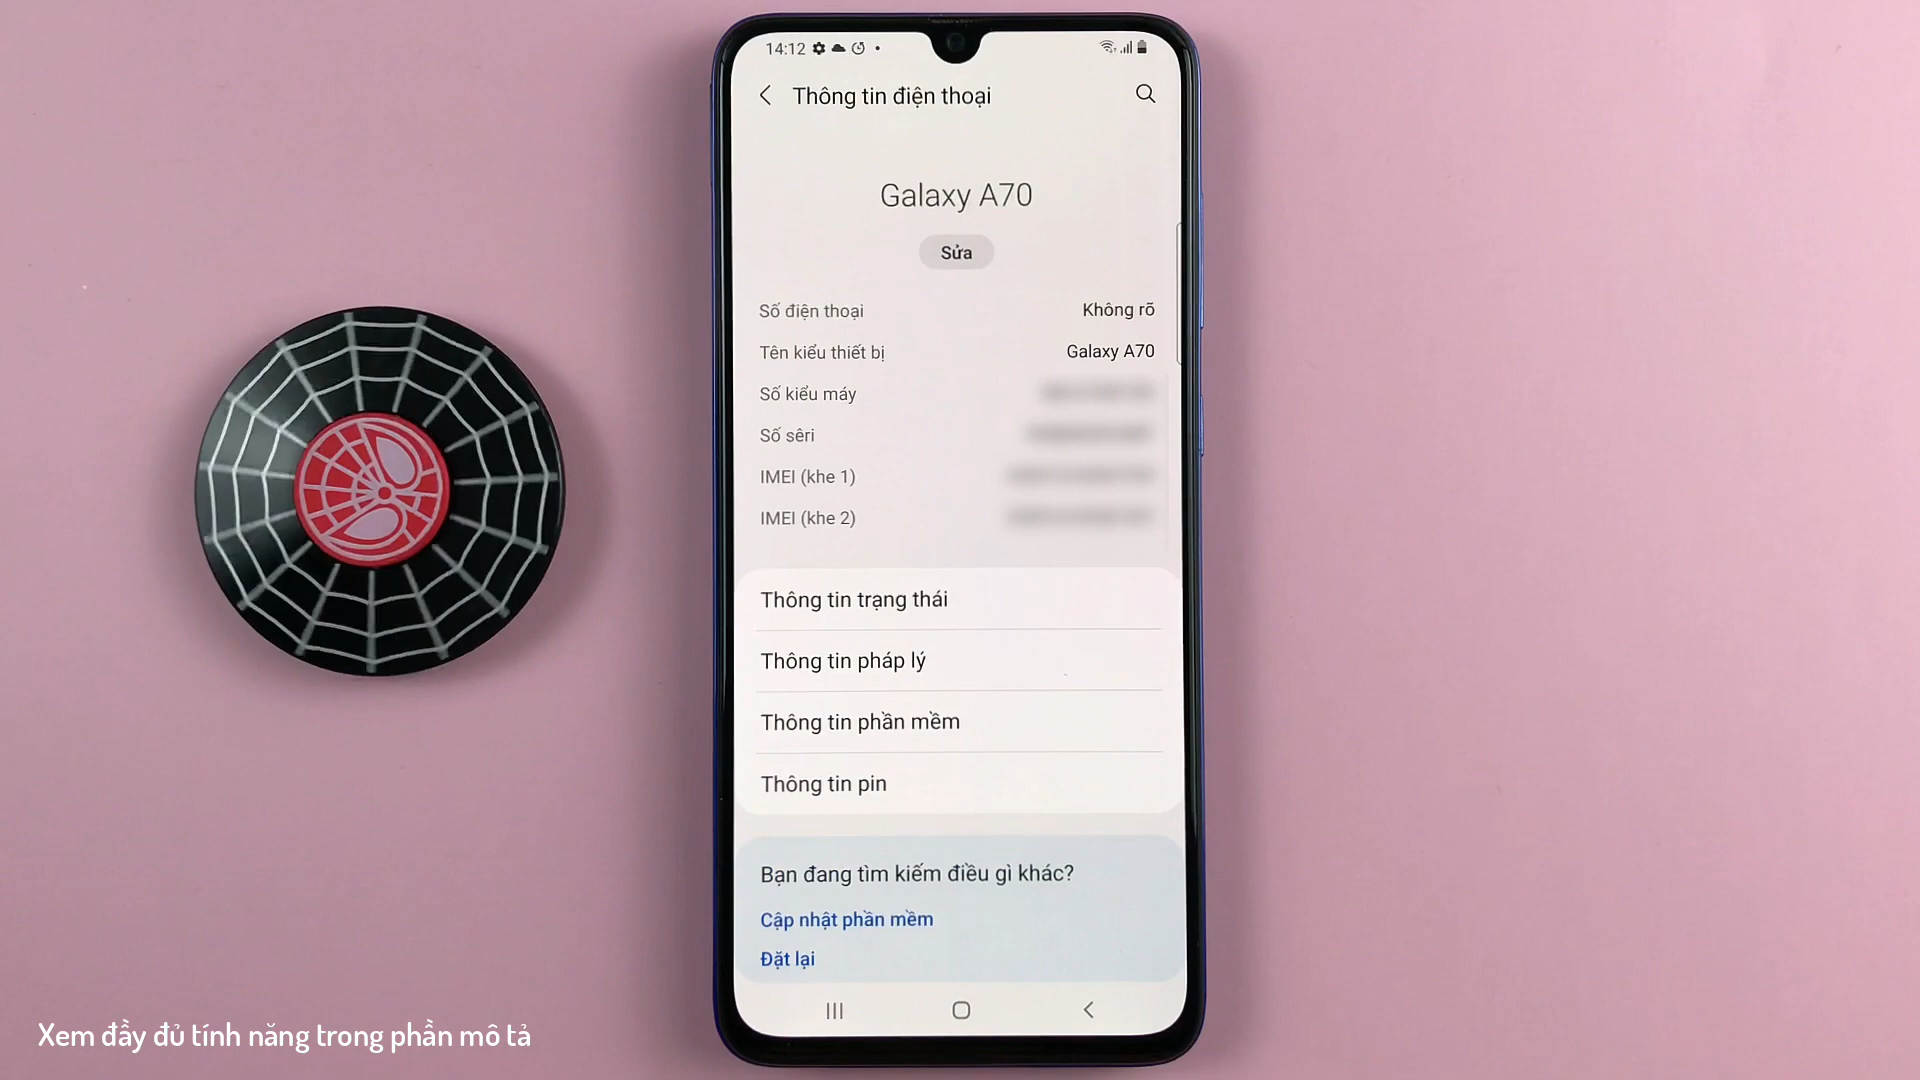 14:12
Thông tin điện thoại
Galaxy A70
Sửa
Số điện thoại Không rõ
Tên kiểu thiết bị Galaxy A70
Số kiểu máy
Số sêri
IMEI (khe 1)
IMEI (khe 2)
Thông tin trạng thái
Thông tin pháp lý
Thông tin phần mềm
Thông tin pin
Bạn đang tìm kiếm điều gì khác?
Cập nhật phần mềm
Đặt lại
Xem đầy đủ tính năng trong phần mô tả